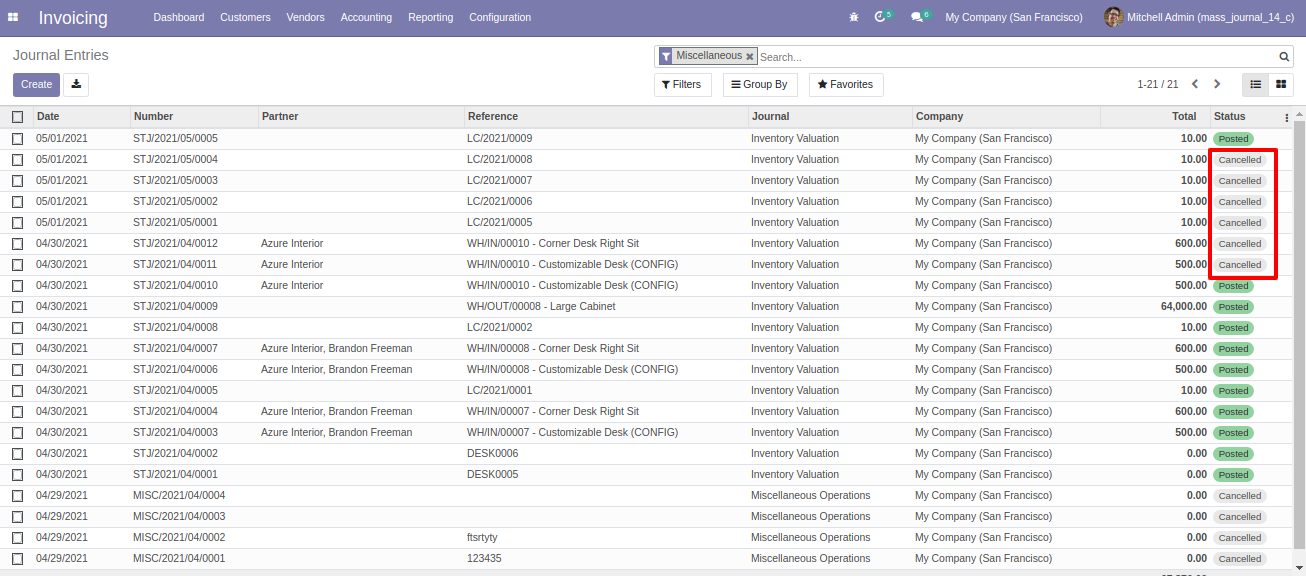 Invoicing Dashboard Customers Vendors Accounting Reporting Configuration 5 6 My Company (San Francisco) Mitchell Admin (mass_journal_14_c)
Journal Entries Miscellaneous Search...
Create Filters Group By Favorites 1-21 / 21
Date Number Partner Reference Journal Company Total Status
05/01/2021 STJ/2021/05/0005 LC/2021/0009 Inventory Valuation My Company (San Francisco) 10.00 Posted
05/01/2021 STJ/2021/05/0004 LC/2021/0008 Inventory Valuation My Company (San Francisco) 10.00 Cancelled
05/01/2021 STJ/2021/05/0003 LC/2021/0007 Inventory Valuation My Company (San Francisco) 10.00 Cancelled
05/01/2021 STJ/2021/05/0002 LC/2021/0006 Inventory Valuation My Company (San Francisco) 10.00 Cancelled
05/01/2021 STJ/2021/05/0001 LC/2021/0005 Inventory Valuation My Company (San Francisco) 10.00 Cancelled
04/30/2021 STJ/2021/04/0012 Azure Interior WH/IN/00010 - Corner Desk Right Sit Inventory Valuation My Company (San Francisco) 600.00 Cancelled
04/30/2021 STJ/2021/04/0011 Azure Interior WH/IN/00010 - Customizable Desk (CONFIG) Inventory Valuation My Company (San Francisco) 500.00 Cancelled
04/30/2021 STJ/2021/04/0010 Azure Interior WH/IN/00010 - Customizable Desk (CONFIG) Inventory Valuation My Company (San Francisco) 500.00 Posted
04/30/2021 STJ/2021/04/0009 WH/OUT/00008 - Large Cabinet Inventory Valuation My Company (San Francisco) 64,000.00 Posted
04/30/2021 STJ/2021/04/0008 LC/2021/0002 Inventory Valuation My Company (San Francisco) 10.00 Posted
04/30/2021 STJ/2021/04/0007 Azure Interior, Brandon Freeman WH/IN/00008 - Corner Desk Right Sit Inventory Valuation My Company (San Francisco) 600.00 Posted
04/30/2021 STJ/2021/04/0006 Azure Interior, Brandon Freeman WH/IN/00008 - Customizable Desk (CONFIG) Inventory Valuation My Company (San Francisco) 500.00 Posted
04/30/2021 STJ/2021/04/0005 LC/2021/0001 Inventory Valuation My Company (San Francisco) 10.00 Posted
04/30/2021 STJ/2021/04/0004 Azure Interior, Brandon Freeman WH/IN/00007 - Corner Desk Right Sit Inventory Valuation My Company (San Francisco) 600.00 Posted
04/30/2021 STJ/2021/04/0003 Azure Interior, Brandon Freeman WH/IN/00007 - Customizable Desk (CONFIG) Inventory Valuation My Company (San Francisco) 500.00 Posted
04/30/2021 STJ/2021/04/0002 DESK0006 Inventory Valuation My Company (San Francisco) 0.00 Posted
04/30/2021 STJ/2021/04/0001 DESK0005 Inventory Valuation My Company (San Francisco) 0.00 Posted
04/29/2021 MISC/2021/04/0004 Miscellaneous Operations My Company (San Francisco) 0.00 Cancelled
04/29/2021 MISC/2021/04/0003 Miscellaneous Operations My Company (San Francisco) 0.00 Cancelled
04/29/2021 MISC/2021/04/0002 ftsrtyty Miscellaneous Operations My Company (San Francisco) 0.00 Cancelled
04/29/2021 MISC/2021/04/0001 123435 Miscellaneous Operations My Company (San Francisco) 0.00 Cancelled